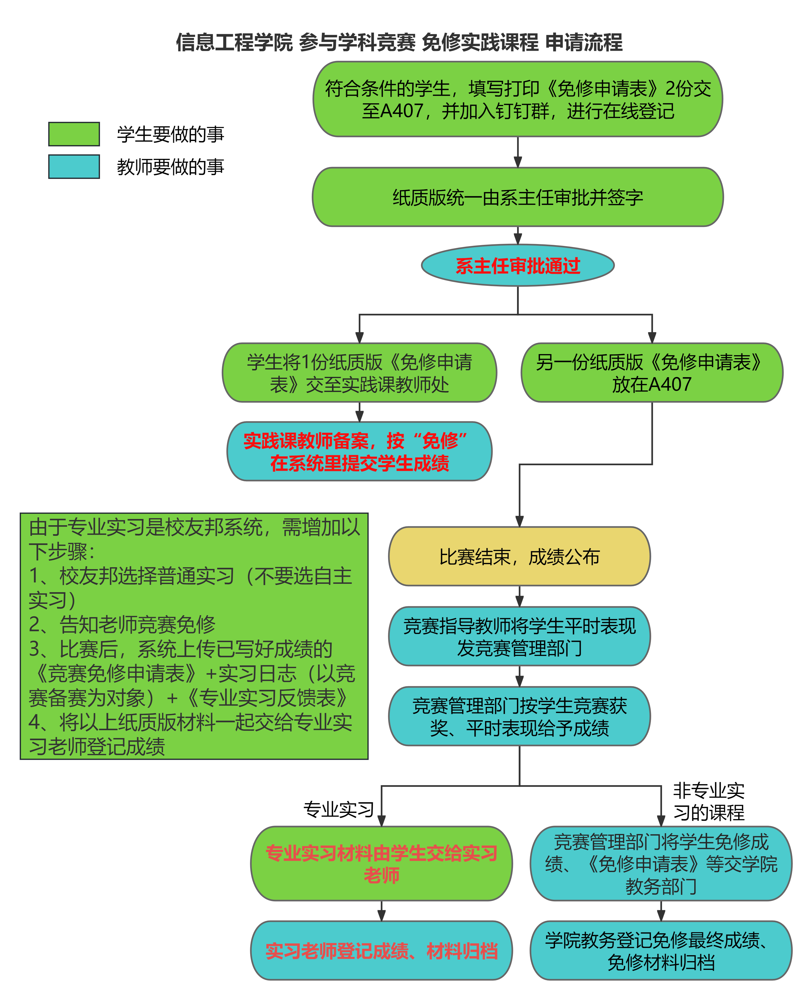 信息工程学院 参与学科竞赛 免修实践课程 申请流程
符合条件的学生，填写打印《免修申请表》2份交
至A407，并加入钉钉群，进行在线登记
学生要做的事
教师要做的事
纸质版统一由系主任审批并签字
系主任审批通过
学生将1份纸质版《免修申请
表》交至实践课教师处
另一份纸质版《免修申请表》
放在A407
实践课教师备案，按“免修”
在系统里提交学生成绩
由于专业实习是校友邦系统，需增加以
下步骤：
1、校友邦选择普通实习（不要选自主
实习）
2、告知老师竞赛免修
3、比赛后，系统上传已写好成绩的
《竞赛免修申请表》+实习日志（以竞
赛备赛为对象）+《专业实习反馈表》
4、将以上纸质版材料一起交给专业实
习老师登记成绩
比赛结束，成绩公布
竞赛指导教师将学生平时表现
发竞赛管理部门
竞赛管理部门按学生竞赛获
奖、平时表现给予成绩
专业实习
非专业实
习的课程
专业实习材料由学生交给实习
老师
竞赛管理部门将学生免修成
绩、《免修申请表》等交学院
教务部门
实习老师登记成绩、材料归档
学院教务登记免修最终成绩、
免修材料归档